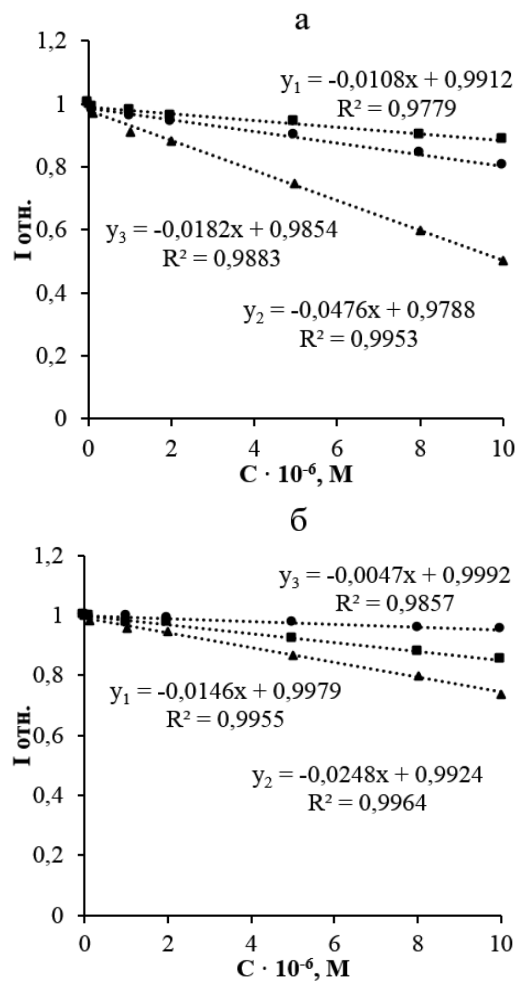 а
1,2
y₁ = -0,0108x + 0,9912
R² = 0,9779
1
0,8
y₃ = -0,0182x + 0,9854
R² = 0,9883
0,6
I отн.
y₂ = -0,0476x + 0,9788
R² = 0,9953
0,4
0,2
0
0 2 4 6 8 10
C · 10⁻⁶, M
б
1,2
y₃ = -0,0047x + 0,9992
R² = 0,9857
1
0,8
y₁ = -0,0146x + 0,9979
R² = 0,9955
0,6
I отн.
y₂ = -0,0248x + 0,9924
R² = 0,9964
0,4
0,2
0
0 2 4 6 8 10
C · 10⁻⁶, M